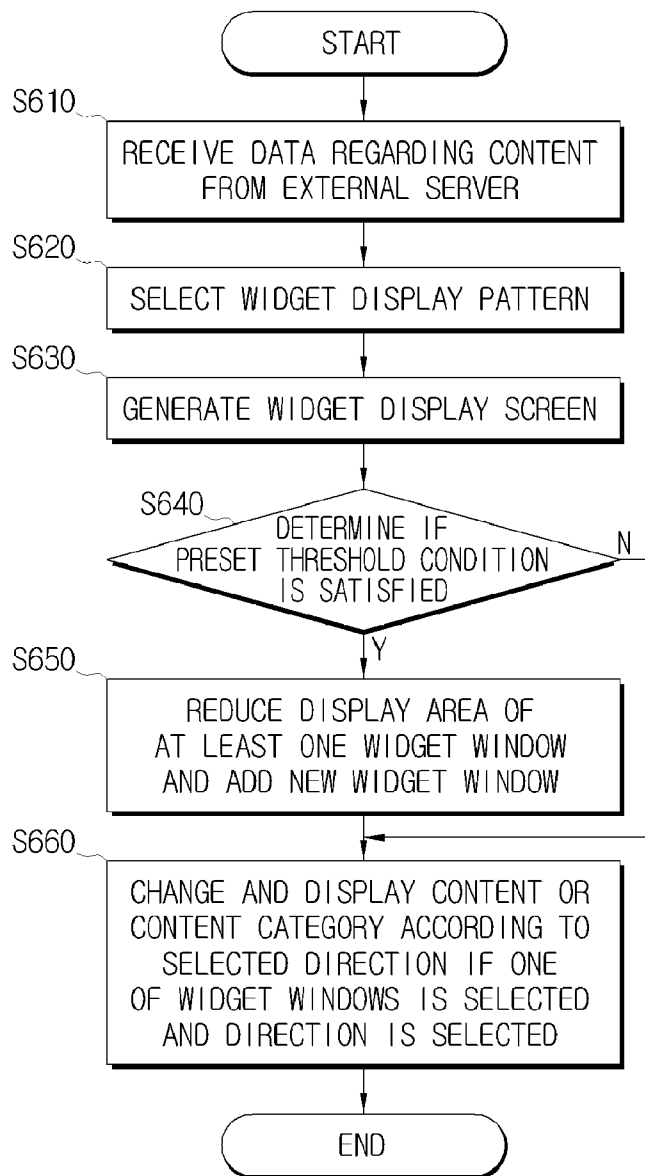 START
S610
RECEIVE DATA REGARDING CONTENT
FROM EXTERNAL SERVER
S620
SELECT WIDGET DISPLAY PATTERN
S630
GENERATE WIDGET DISPLAY SCREEN
S640
DETERMINE IF
PRESET THRESHOLD CONDITION
IS SATISFIED
N
Y
S650
REDUCE DISPLAY AREA OF
AT LEAST ONE WIDGET WINDOW
AND ADD NEW WIDGET WINDOW
S660
CHANGE AND DISPLAY CONTENT OR
CONTENT CATEGORY ACCORDING TO
SELECTED DIRECTION IF ONE
OF WIDGET WINDOWS IS SELECTED
AND DIRECTION IS SELECTED
END